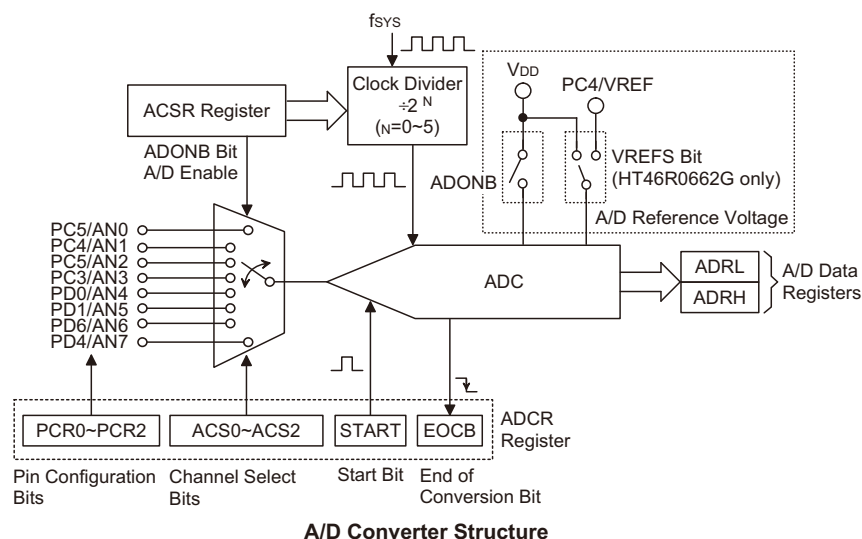 fSYS
Clock Divider
÷2 N
(N=0~5)
ACSR Register
ADONB Bit
A/D Enable
VDD
PC4/VREF
ADONB
VREFS Bit
(HT46R0662G only)
A/D Reference Voltage
PC5/AN0
PC4/AN1
PC5/AN2
PC3/AN3
PD0/AN4
PD1/AN5
PD6/AN6
PD4/AN7
ADC
ADRL
ADRH
A/D Data
Registers
PCR0~PCR2
ACS0~ACS2
START
EOCB
ADCR
Register
Pin Configuration
Bits
Channel Select
Bits
Start Bit
End of
Conversion Bit
A/D Converter Structure